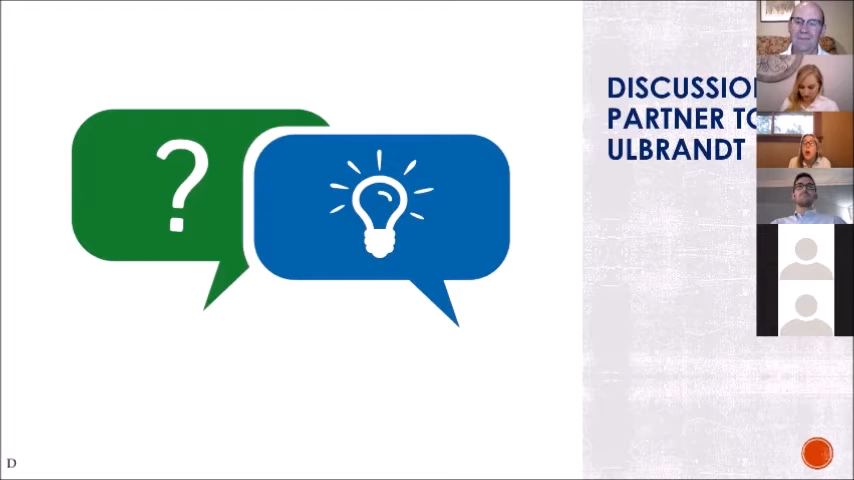 ?
DISCUSSIO
PARTNER TO
ULBRANDT
D